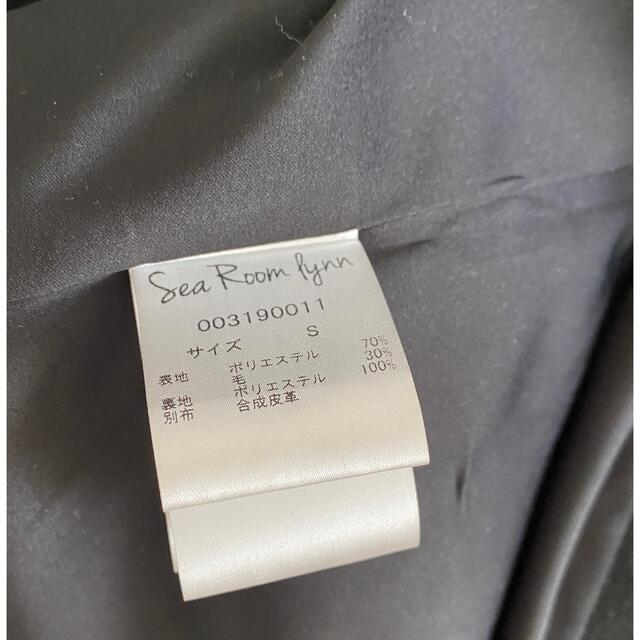 Sea Room lynn
003190011
サイズ S
表地 ポリエステル 70%
毛 30%
裏地 ポリエステル 100%
別布 合成皮革